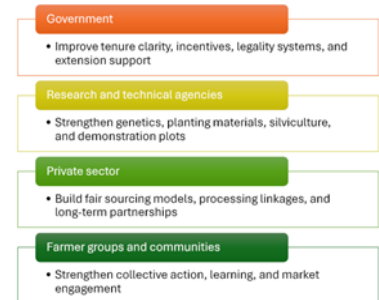 Government
• Improve tenure clarity, incentives, legality systems, and
extension support
Research and technical agencies
• Strengthen genetics, planting materials, silviculture,
and demonstration plots
Private sector
• Build fair sourcing models, processing linkages, and
long-term partnerships
Farmer groups and communities
• Strengthen collective action, learning, and market
engagement